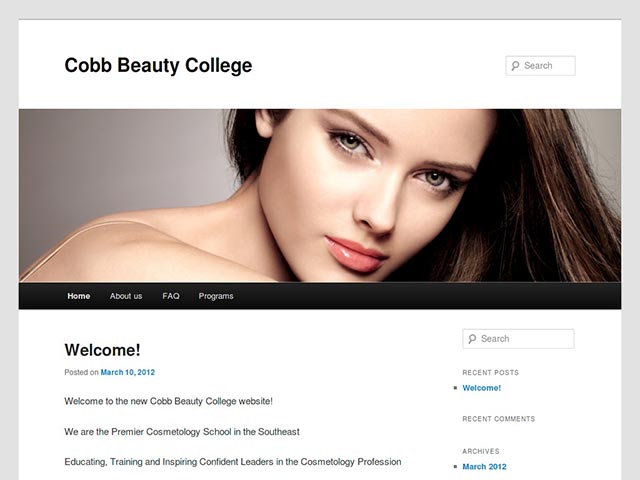 Cobb Beauty College
Search
Home About us FAQ Programs
Welcome!
Posted on March 10, 2012
Welcome to the new Cobb Beauty College website!
We are the Premier Cosmetology School in the Southeast
Educating, Training and Inspiring Confident Leaders in the Cosmetology Profession
Search
RECENT POSTS
Welcome!
RECENT COMMENTS
ARCHIVES
March 2012